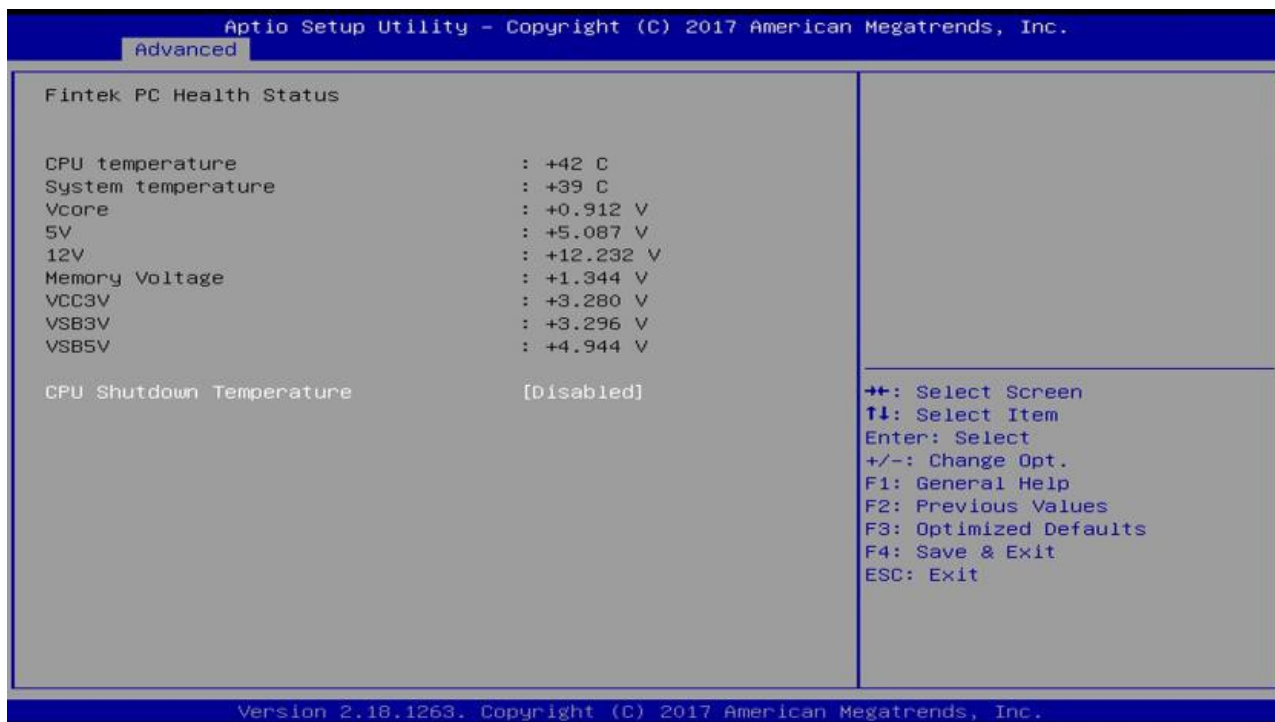 Aptio Setup Utility – Copyright (C) 2017 American Megatrends, Inc.
Advanced
Fintek PC Health Status
CPU temperature : +42 C
System temperature : +39 C
Vcore : +0.912 V
5V : +5.087 V
12V : +12.232 V
Memory Voltage : +1.344 V
VCC3V : +3.280 V
VSB3V : +3.296 V
VSB5V : +4.944 V
CPU Shutdown Temperature [Disabled]
→←: Select Screen
↑↓: Select Item
Enter: Select
+/-: Change Opt.
F1: General Help
F2: Previous Values
F3: Optimized Defaults
F4: Save & Exit
ESC: Exit
Version 2.18.1263. Copyright (C) 2017 American Megatrends, Inc.